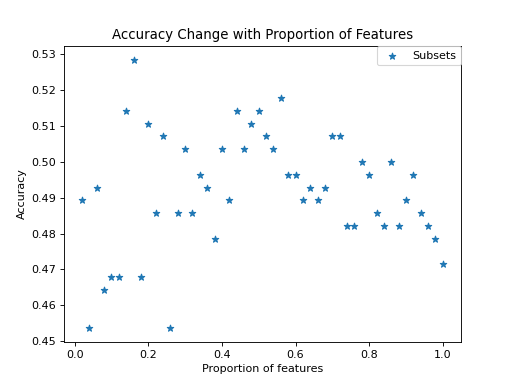 Accuracy Change with Proportion of Features
Subsets
0.53
0.52
0.51
0.50
0.49
0.48
0.47
0.46
0.45
Accuracy
0.0 0.2 0.4 0.6 0.8 1.0
Proportion of features